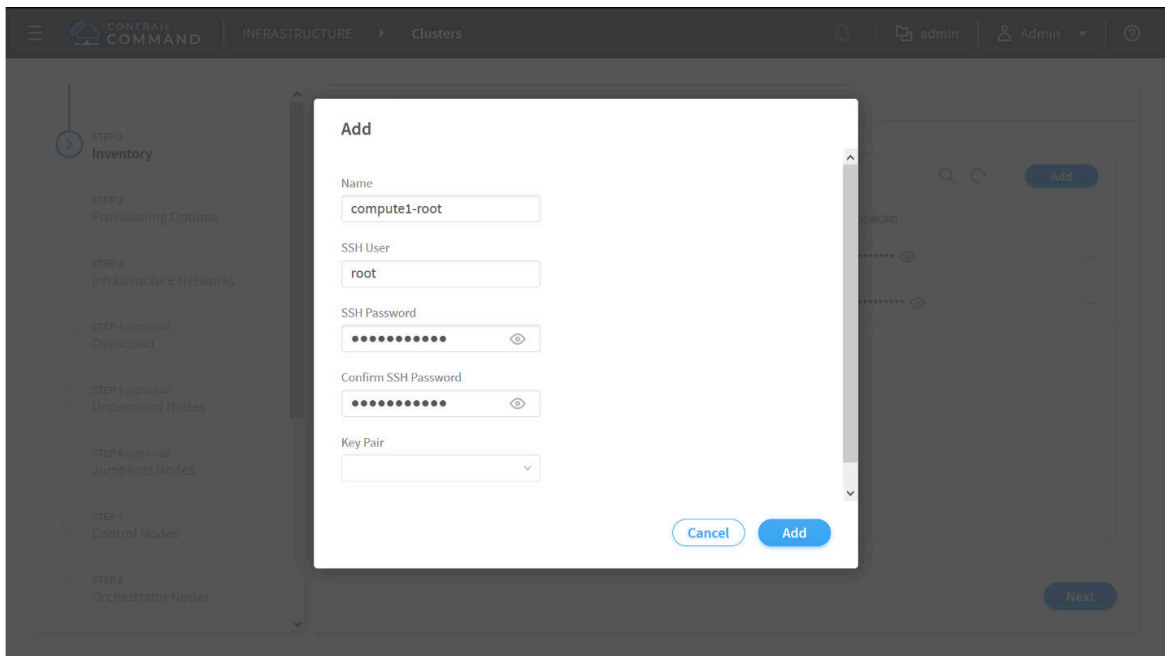 CONTRAIL
COMMAND
INFRASTRUCTURE
Clusters
admin
Admin
STEP 1
Inventory
STEP 2
Provisioning Options
STEP 3
Infrastructure Networks
STEP 4 (optional)
Overcloud
STEP 5 (optional)
Undercloud Nodes
STEP 6 (optional)
Jumphost Nodes
STEP 7
Control Nodes
STEP 8
Orchestrator Nodes
Add
Name
compute1-root
SSH User
root
SSH Password
●●●●●●●●●●●
Confirm SSH Password
●●●●●●●●●●●
Key Pair
Cancel
Add
Add
Next